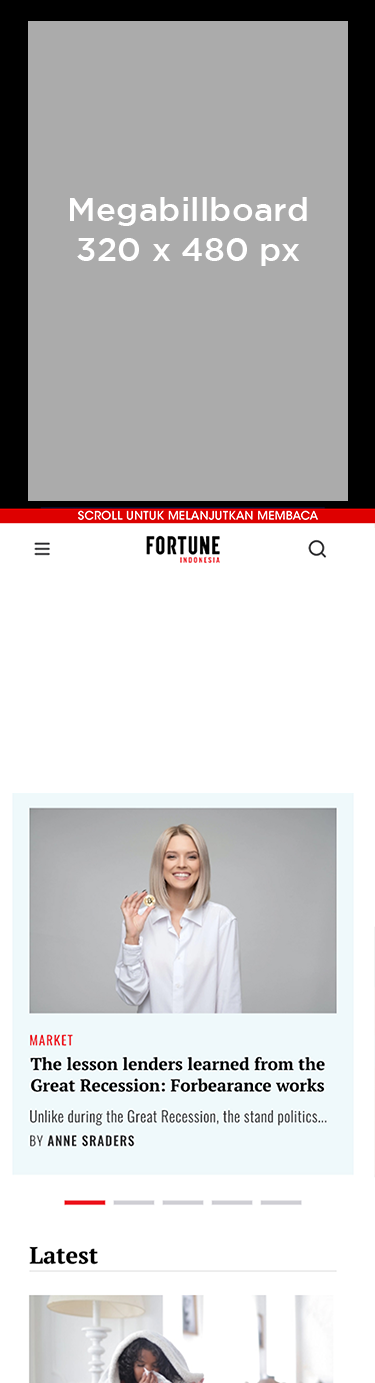 Megabillboard
320 x 480 px
SCROLL UNTUK MELANJUTKAN MEMBACA
FORTUNE
INDONESIA
MARKET
The lesson lenders learned from the
Great Recession: Forbearance works
Unlike during the Great Recession, the stand politics...
BY ANNE SRADERS
Latest